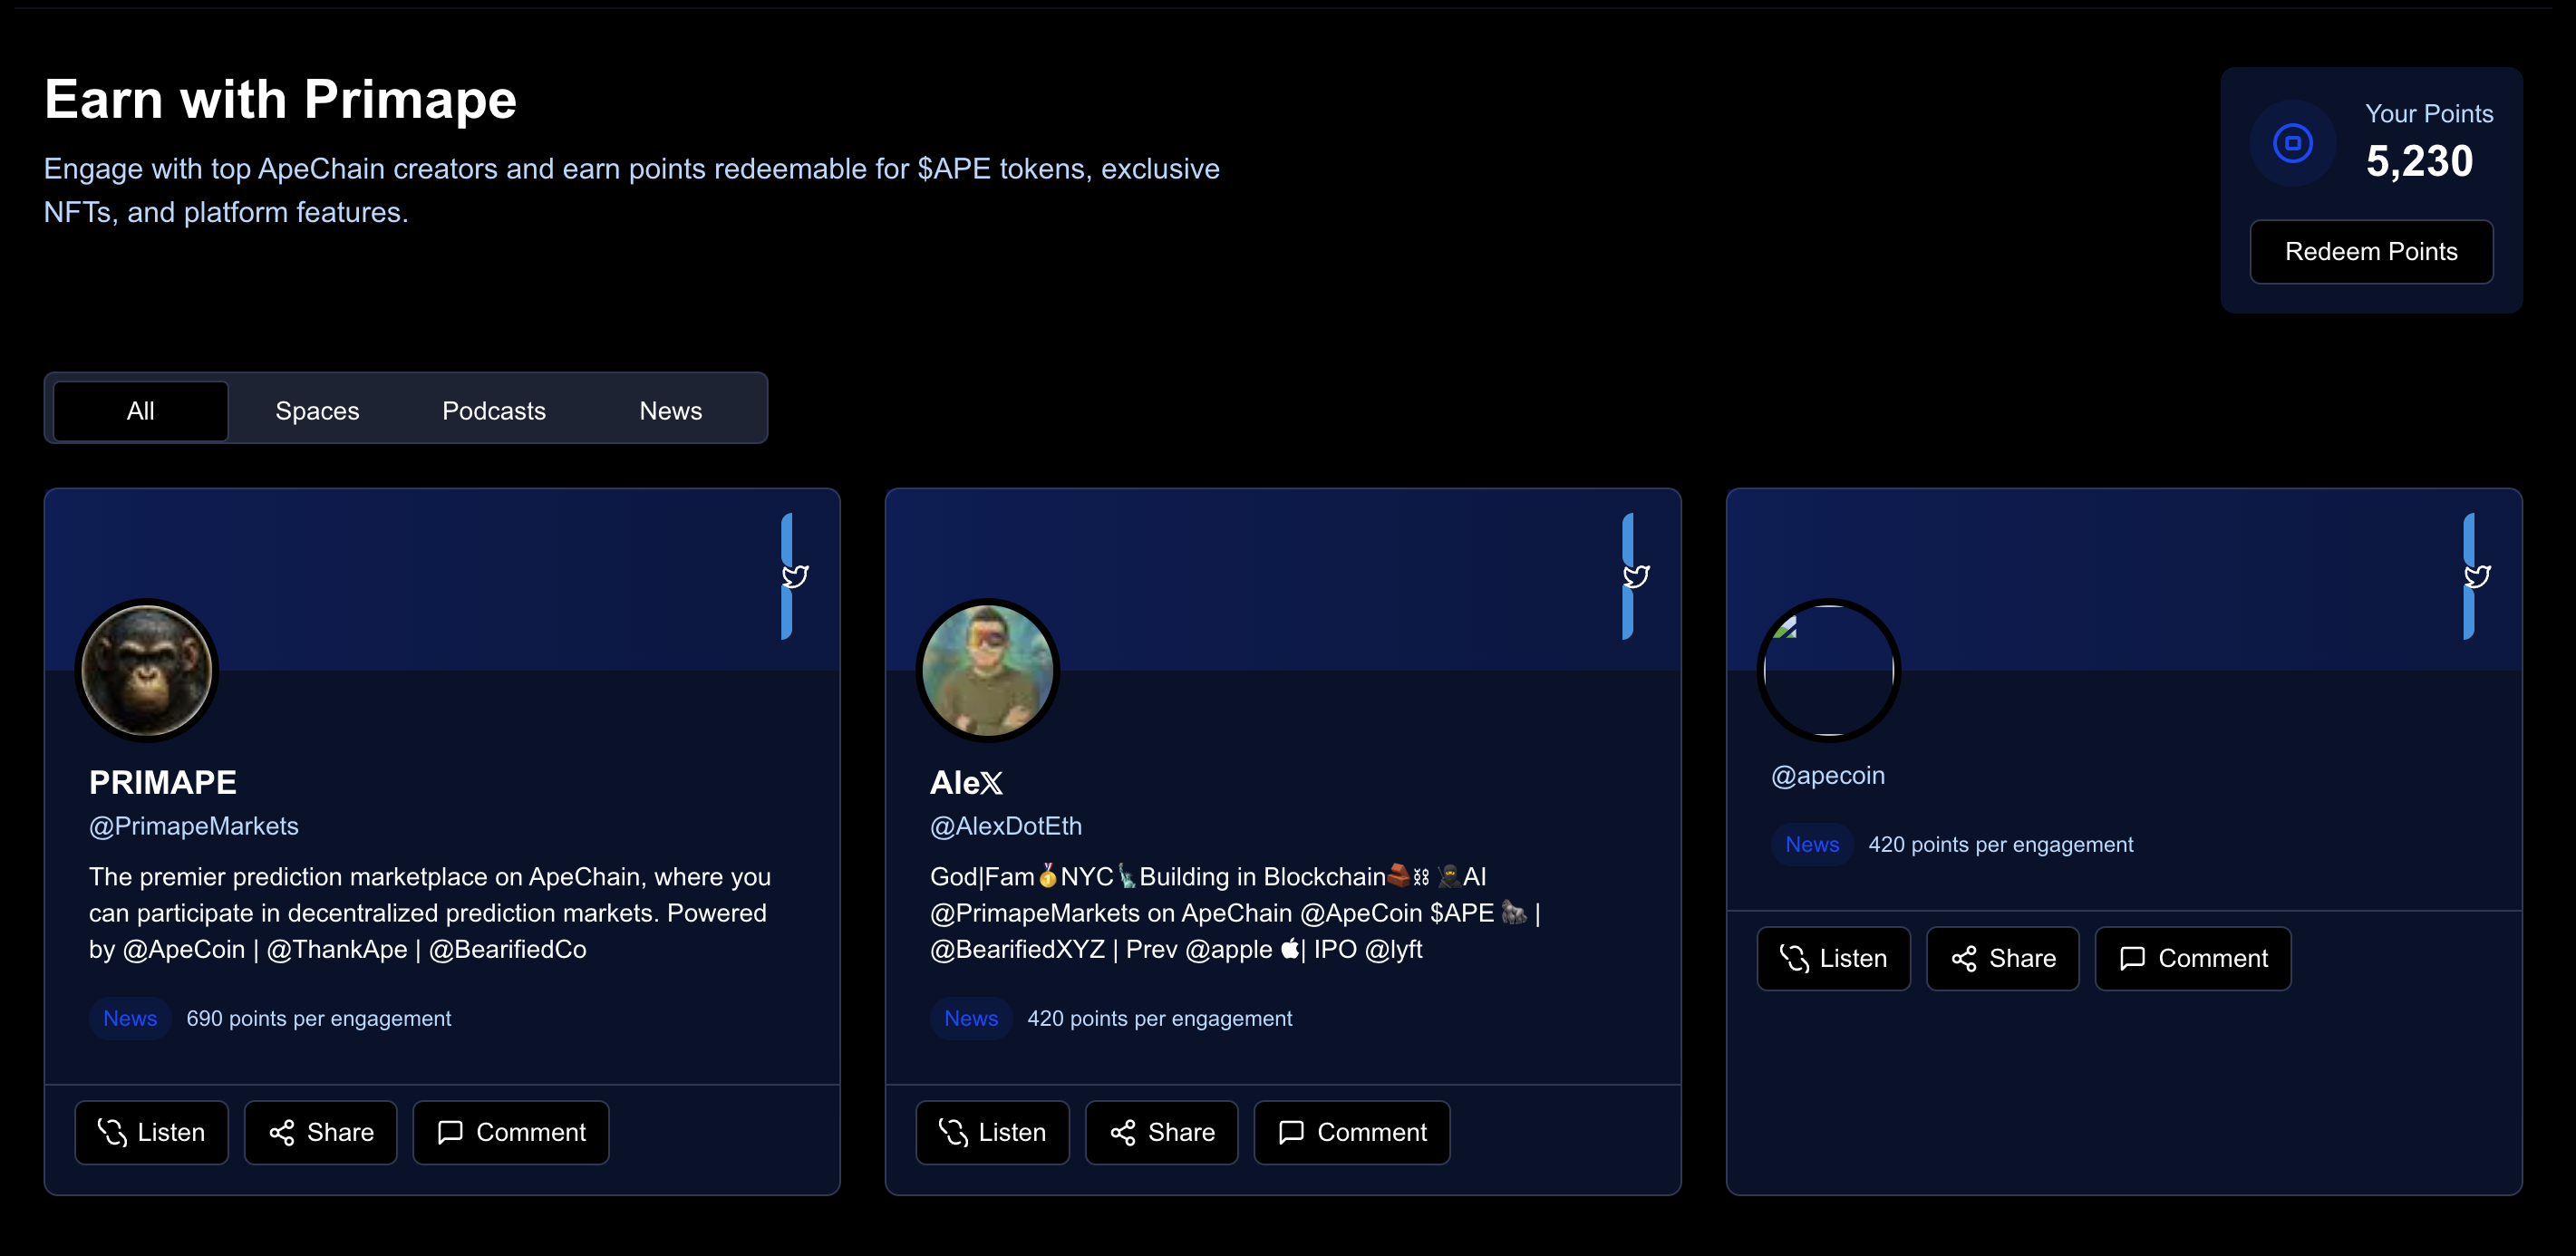 Earn with Primape
Engage with top ApeChain creators and earn points redeemable for $APE tokens, exclusive
NFTs, and platform features.
Your Points
5,230
Redeem Points
All
Spaces
Podcasts
News
PRIMAPE
@PrimapeMarkets
The premier prediction marketplace on ApeChain, where you
can participate in decentralized prediction markets. Powered
by @ApeCoin | @ThankApe | @BearifiedCo
News
690 points per engagement
Listen
Share
Comment
Ale𝕏
@AlexDotEth
God|Fam🥇NYC🗽Building in Blockchain🧱⛓️🥷AI
@PrimapeMarkets on ApeChain @ApeCoin $APE 🦍 |
@BearifiedXYZ | Prev @apple | IPO @lyft
News
420 points per engagement
Listen
Share
Comment
@apecoin
News
420 points per engagement
Listen
Share
Comment